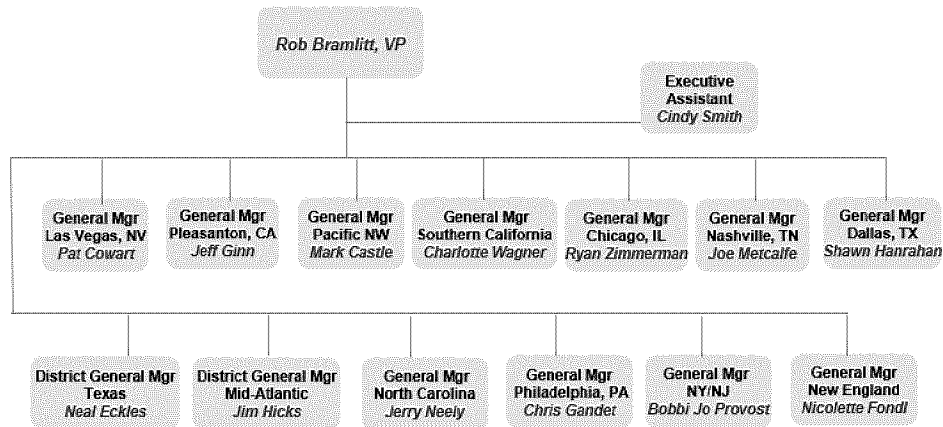 Rob Bramlitt, VP
Executive
Assistant
Cindy Smith
General Mgr
Las Vegas, NV
Pat Cowart
General Mgr
Pleasanton, CA
Jeff Ginn
General Mgr
Pacific NW
Mark Castle
General Mgr
Southern California
Charlotte Wagner
General Mgr
Chicago, IL
Ryan Zimmerman
General Mgr
Nashville, TN
Joe Metcalfe
General Mgr
Dallas, TX
Shawn Hanrahan
District General Mgr
Texas
Neal Eckles
District General Mgr
Mid-Atlantic
Jim Hicks
General Mgr
North Carolina
Jerry Neely
General Mgr
Philadelphia, PA
Chris Gandet
General Mgr
NY/NJ
Bobbi Jo Provost
General Mgr
New England
Nicolette Fondl